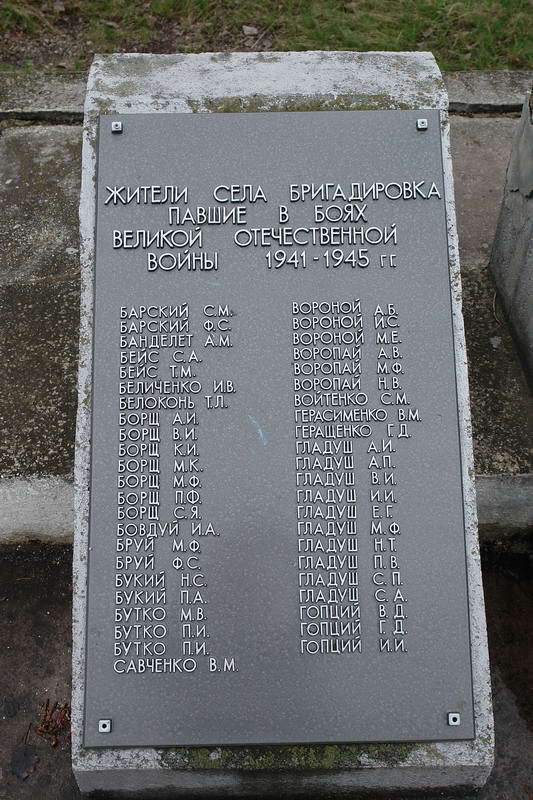 ЖИТЕЛИ СЕЛА БРИГАДИРОВКА
ПАВШИЕ В БОЯХ
ВЕЛИКОЙ ОТЕЧЕСТВЕННОЙ
ВОЙНЫ 1941-1945 ГГ
БАРСКИЙ С.М.
БАРСКИЙ Ф.С.
БАНДЕЛЕТ А.М.
БЕЙС С.А.
БЕЙС Т.М.
БЕЛИЧЕНКО И.В.
БЕЛОКОНЬ Т.Л.
БОРЩ А.И.
БОРЩ В.И.
БОРЩ К.И.
БОРЩ М.К.
БОРЩ М.Ф.
БОРЩ П.Ф.
БОРЩ С.Я.
БОВДУЙ И.А.
БРУЙ М.Ф.
БРУЙ Ф.С.
БУКИЙ Н.С.
БУКИЙ П.А.
БУТКО М.В.
БУТКО П.И.
БУТКО П.И.
САВЧЕНКО В.М.
ВОРОНОЙ А.Б.
ВОРОНОЙ И.С.
ВОРОНОЙ М.Е.
ВОРОПАЙ А.В.
ВОРОПАЙ М.Ф.
ВОРОПАЙ Н.В.
ВОЙТЕНКО С.М.
ГЕРАСИМЕНКО В.М.
ГЕРАЩЕНКО Г.Д.
ГЛАДУШ А.И.
ГЛАДУШ А.П.
ГЛАДУШ В.И.
ГЛАДУШ И.И.
ГЛАДУШ Е.Г.
ГЛАДУШ М.Ф.
ГЛАДУШ Н.Т.
ГЛАДУШ П.В.
ГЛАДУШ С.П.
ГЛАДУШ С.А.
ГОПЦИЙ В.Д.
ГОПЦИЙ Г.Д.
ГОПЦИЙ И.И.